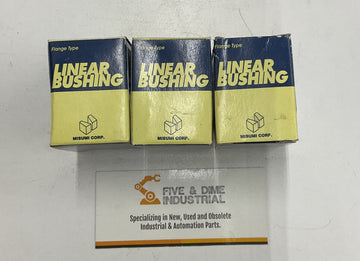 Flange Type
LINEAR
BUSHING
MISUMI CORP.
Flange Type
LINEAR
BUSHING
MISUMI CORP.
Flange Type
LINEAR
BUSHING
MISUMI CORP.
FIVE & DIME
INDUSTRIAL
Specializing in New, Used and Obsolete
Industrial & Automation Parts.